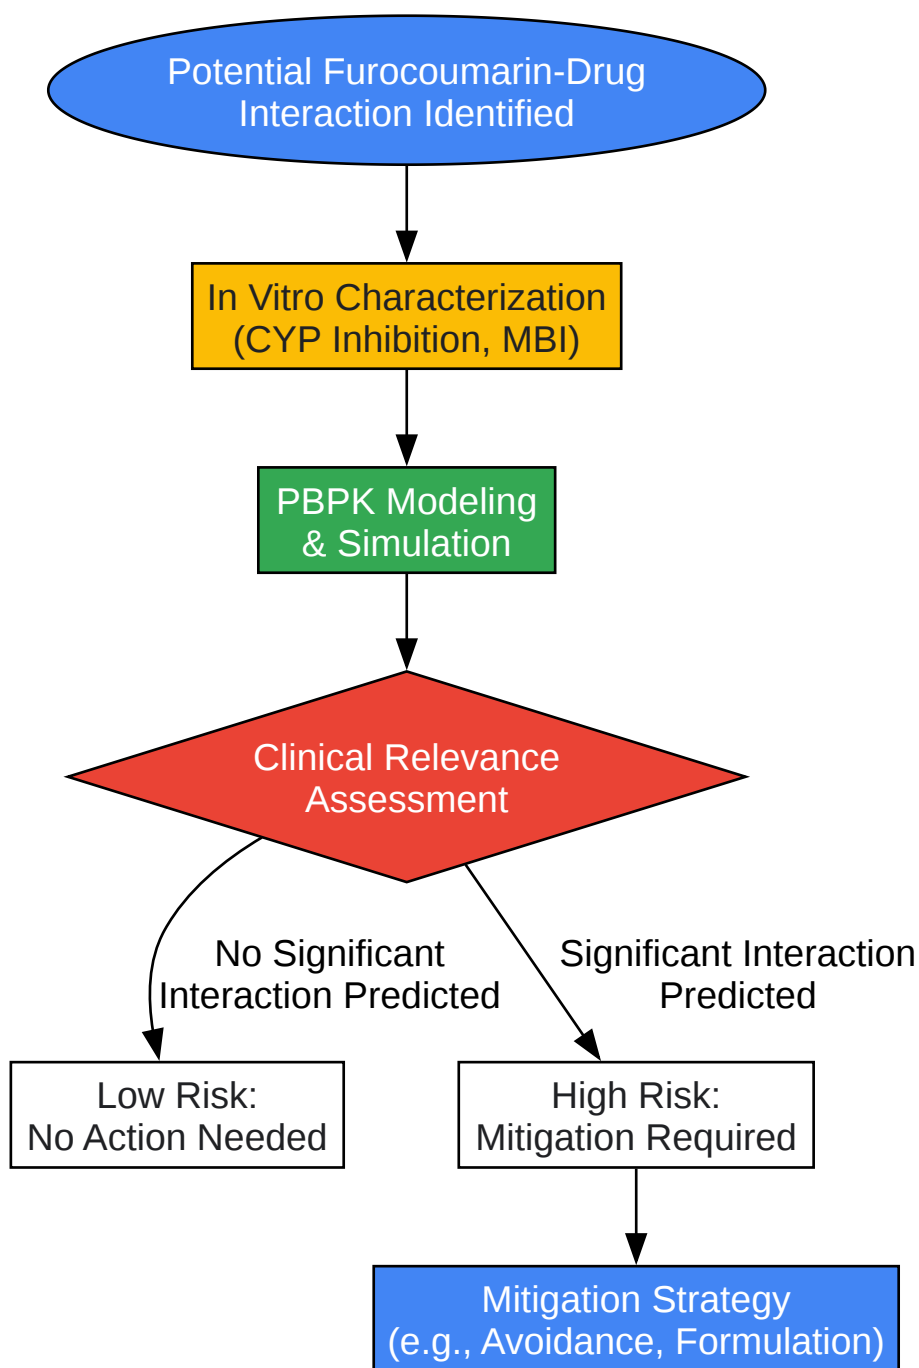 Potential Furocoumarin-Drug
Interaction Identified
In Vitro Characterization
(CYP Inhibition, MBI)
PBPK Modeling
& Simulation
Clinical Relevance
Assessment
No Significant
Interaction Predicted
Significant Interaction
Predicted
Low Risk:
No Action Needed
High Risk:
Mitigation Required
Mitigation Strategy
(e.g., Avoidance, Formulation)